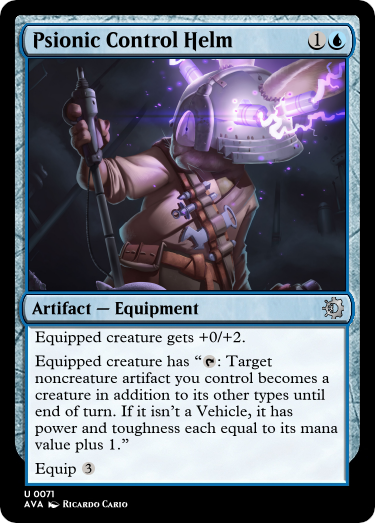 Psionic Control Helm 1
Artifact — Equipment
Equipped creature gets +0/+2.
Equipped creature has “: Target
noncreature artifact you control becomes a
creature in addition to its other types until
end of turn. If it isn’t a Vehicle, it has
power and toughness each equal to its mana
value plus 1.”
Equip 3
U 0071
AVA Ricardo Cario